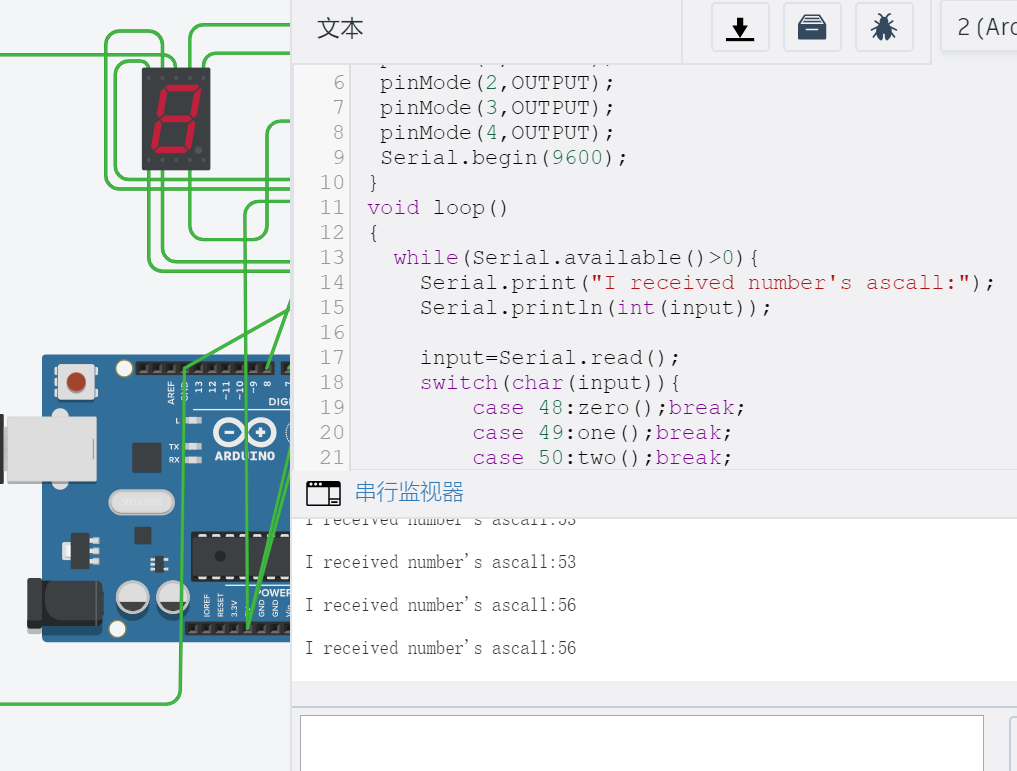 文本
2 (Arc
6 pinMode(2,OUTPUT);
7 pinMode(3,OUTPUT);
8 pinMode(4,OUTPUT);
9 Serial.begin(9600);
10 }
11 void loop()
12 {
13 while(Serial.available()>0){
14 Serial.print("I received number's ascall:");
15 Serial.println(int(input));
16
17 input=Serial.read();
18 switch(char(input)){
19 case 48:zero();break;
20 case 49:one();break;
21 case 50:two();break;
串行监视器
I received number's ascall:53
I received number's ascall:53
I received number's ascall:56
I received number's ascall:56
AREF
GND
13
12
~11
~10
~9
8
7
DIGI
L
TX
RX
ARDUINO
IOREF
RESET
3.3V
POWER
GND
GND
Vin